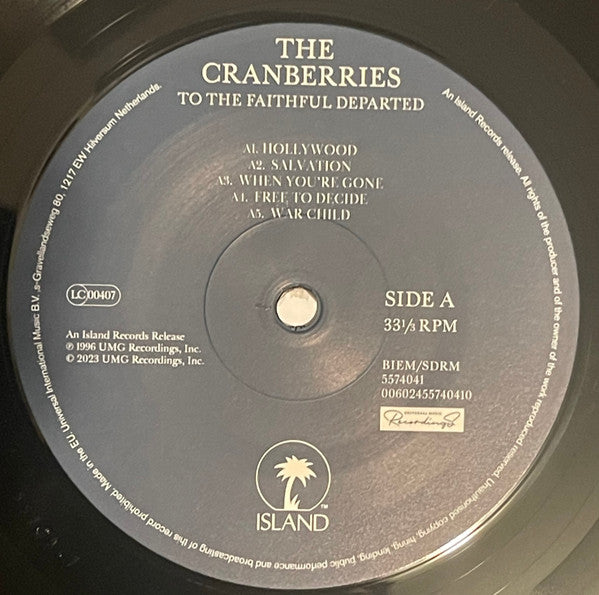 THE
CRANBERRIES
TO THE FAITHFUL DEPARTED
A1. HOLLYWOOD
A2. SALVATION
A3. WHEN YOU'RE GONE
A4. FREE TO DECIDE
A5. WAR CHILD
LC 00407
SIDE A
33⅓ RPM
An Island Records Release
℗ 1996 UMG Recordings, Inc.
© 2023 UMG Recordings, Inc.
BIEM/SDRM
5574041
00602455740410
UNIVERSAL MUSIC
Recordings
ISLAND
TM
An Island Records release. All rights of the producer and of the owner of the work reproduced reserved. Unauthorised copying, hiring, lending, public performance and broadcasting of this record prohibited. Made in the EU. Universal International Music B.V., 's-Gravelandseweg 80, 1217 EW Hilversum Netherlands.